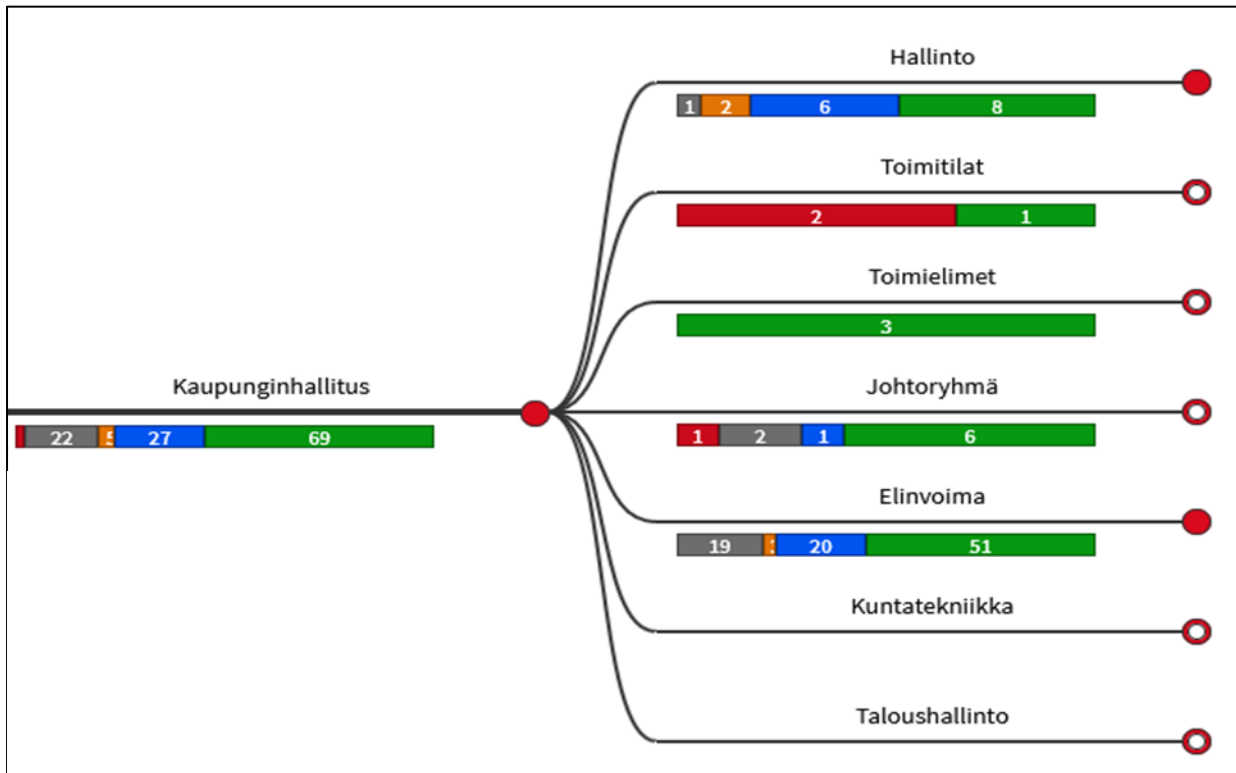 Hallinto
1 2 6 8
Toimitilat
2 1
Toimielimet
3
Kaupunginhallitus
22 5 27 69
Johtoryhmä
1 2 1 6
Elinvoima
19 20 51
Kuntatekniikka
Taloushallinto